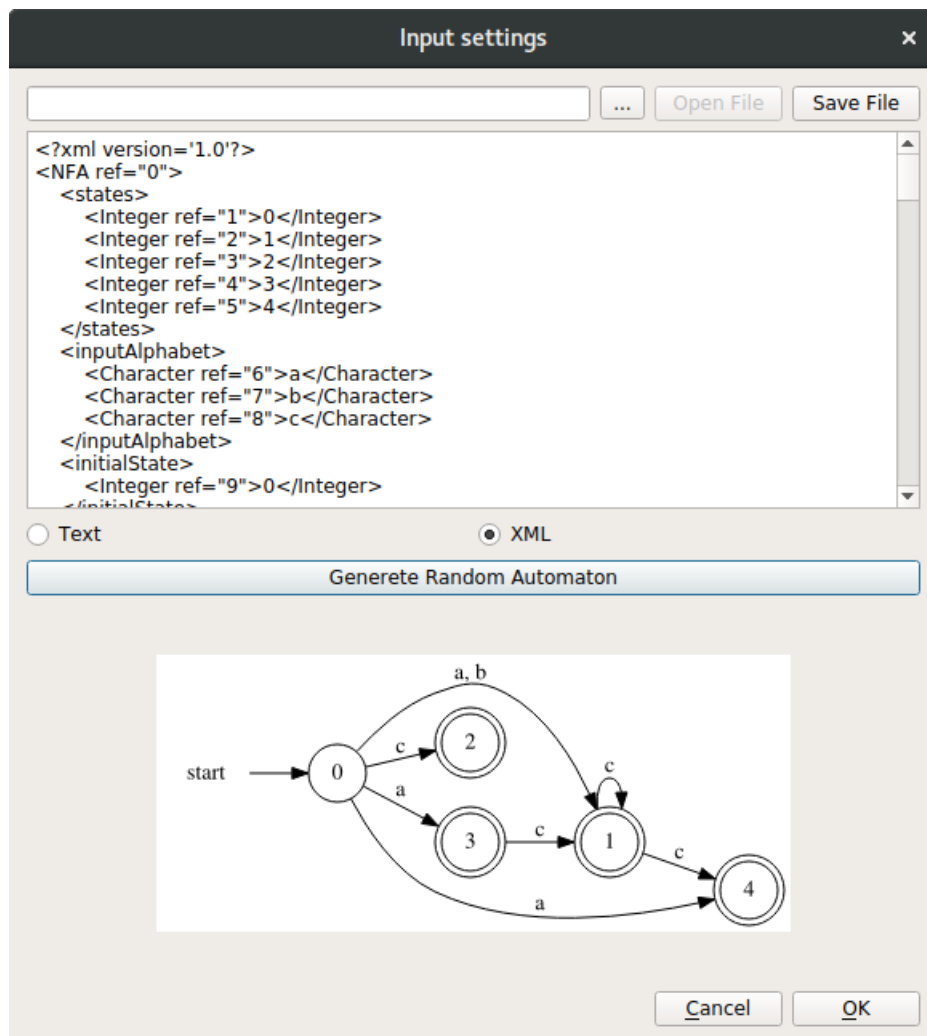 Input settings ×
... Open File Save File
<?xml version='1.0'?>
<NFA ref="0">
<states>
<Integer ref="1">0</Integer>
<Integer ref="2">1</Integer>
<Integer ref="3">2</Integer>
<Integer ref="4">3</Integer>
<Integer ref="5">4</Integer>
</states>
<inputAlphabet>
<Character ref="6">a</Character>
<Character ref="7">b</Character>
<Character ref="8">c</Character>
</inputAlphabet>
<initialState>
<Integer ref="9">0</Integer>
</initialState>
Text XML
Generete Random Automaton
a, b
c 2
start 0
c
a
3 c 1
c
4
a
Cancel OK